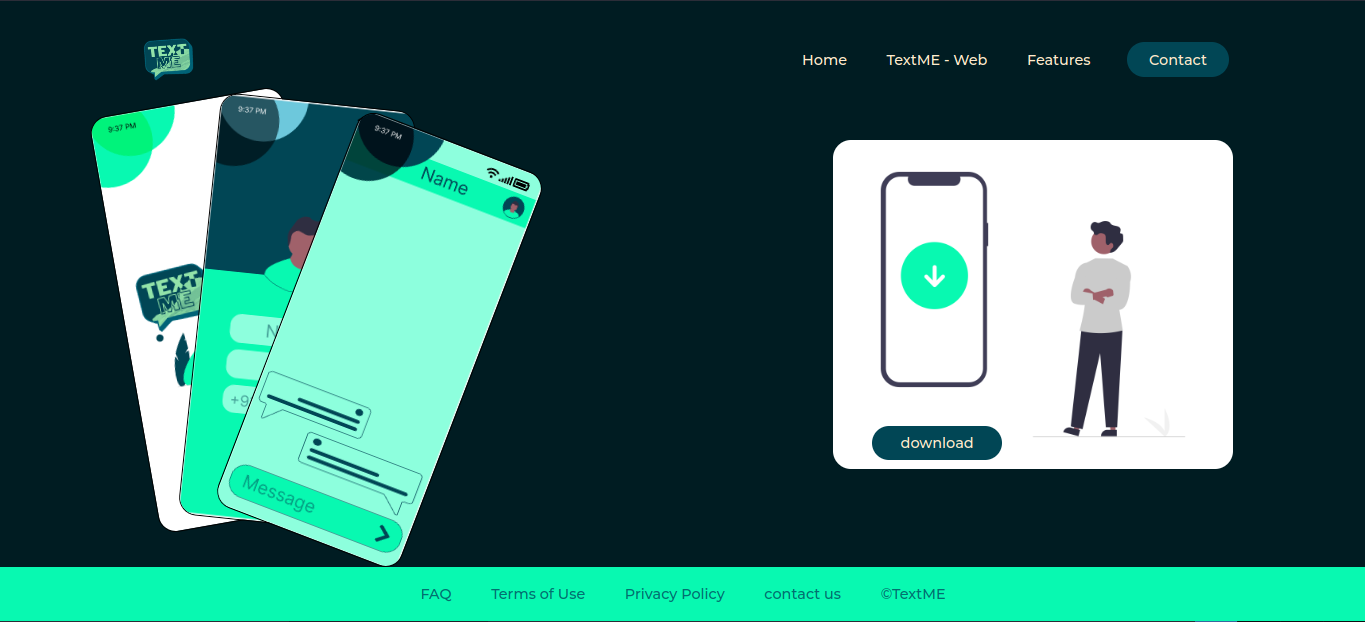 TEXT
ME
Home
TextME - Web
Features
Contact
9:37 PM
9:37 PM
9:37 PM
Name
TEXT
ME
N
+9
Message
download
FAQ
Terms of Use
Privacy Policy
contact us
©TextME